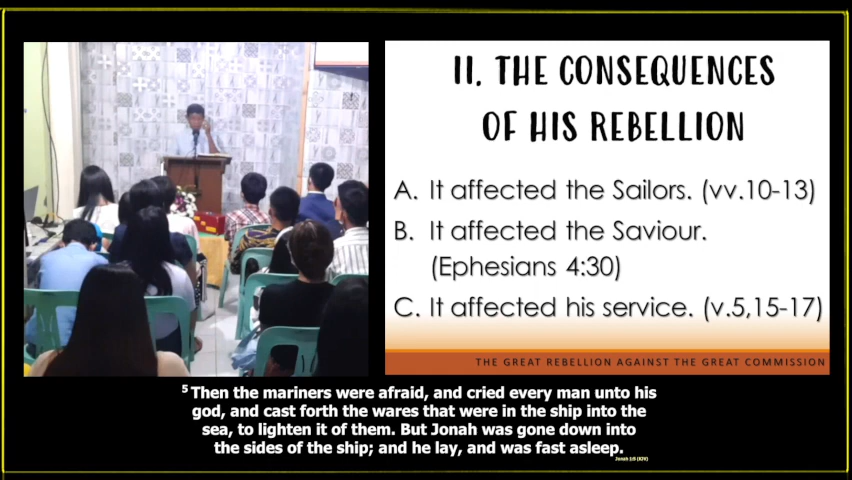 II. THE CONSEQUENCES
OF HIS REBELLION
A. It affected the Sailors. (vv.10-13)
B. It affected the Saviour.
(Ephesians 4:30)
C. It affected his service. (v.5,15-17)
THE GREAT REBELLION AGAINST THE GREAT COMMISSION
5 Then the mariners were afraid, and cried every man unto his
god, and cast forth the wares that were in the ship into the
sea, to lighten it of them. But Jonah was gone down into
the sides of the ship; and he lay, and was fast asleep.
Jonah 1:5 (KJV)